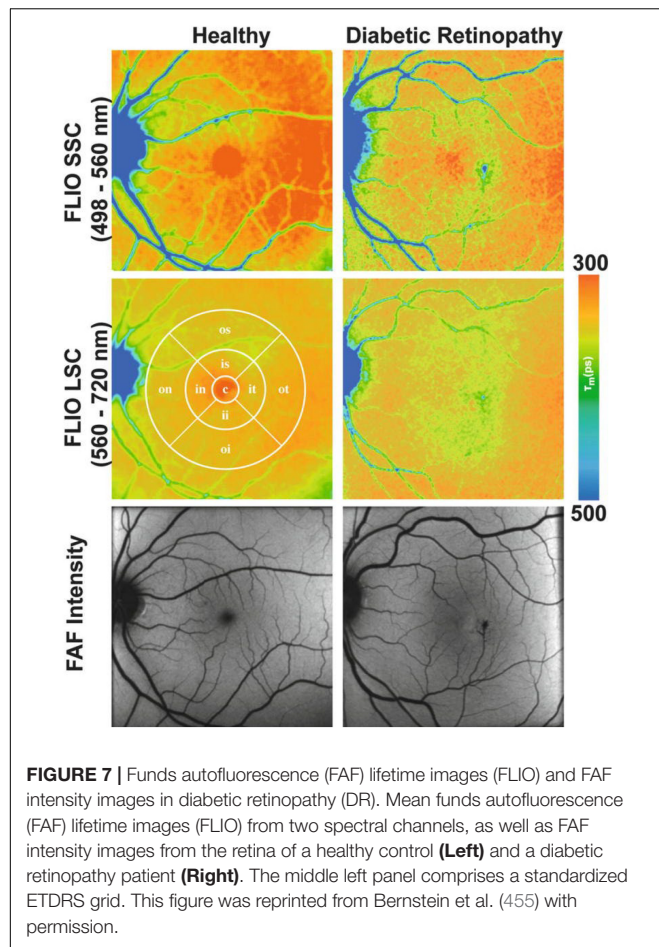 Healthy
Diabetic Retinopathy
FLIO SSC
(498 - 560 nm)
300
FLIO LSC
(560 - 720 nm)
os
is
on
in
c
it
ot
ii
oi
τm(ps)
500
FAF Intensity
FIGURE 7 | Funds autofluorescence (FAF) lifetime images (FLIO) and FAF
intensity images in diabetic retinopathy (DR). Mean funds autofluorescence
(FAF) lifetime images (FLIO) from two spectral channels, as well as FAF
intensity images from the retina of a healthy control (Left) and a diabetic
retinopathy patient (Right). The middle left panel comprises a standardized
ETDRS grid. This figure was reprinted from Bernstein et al. (455) with
permission.